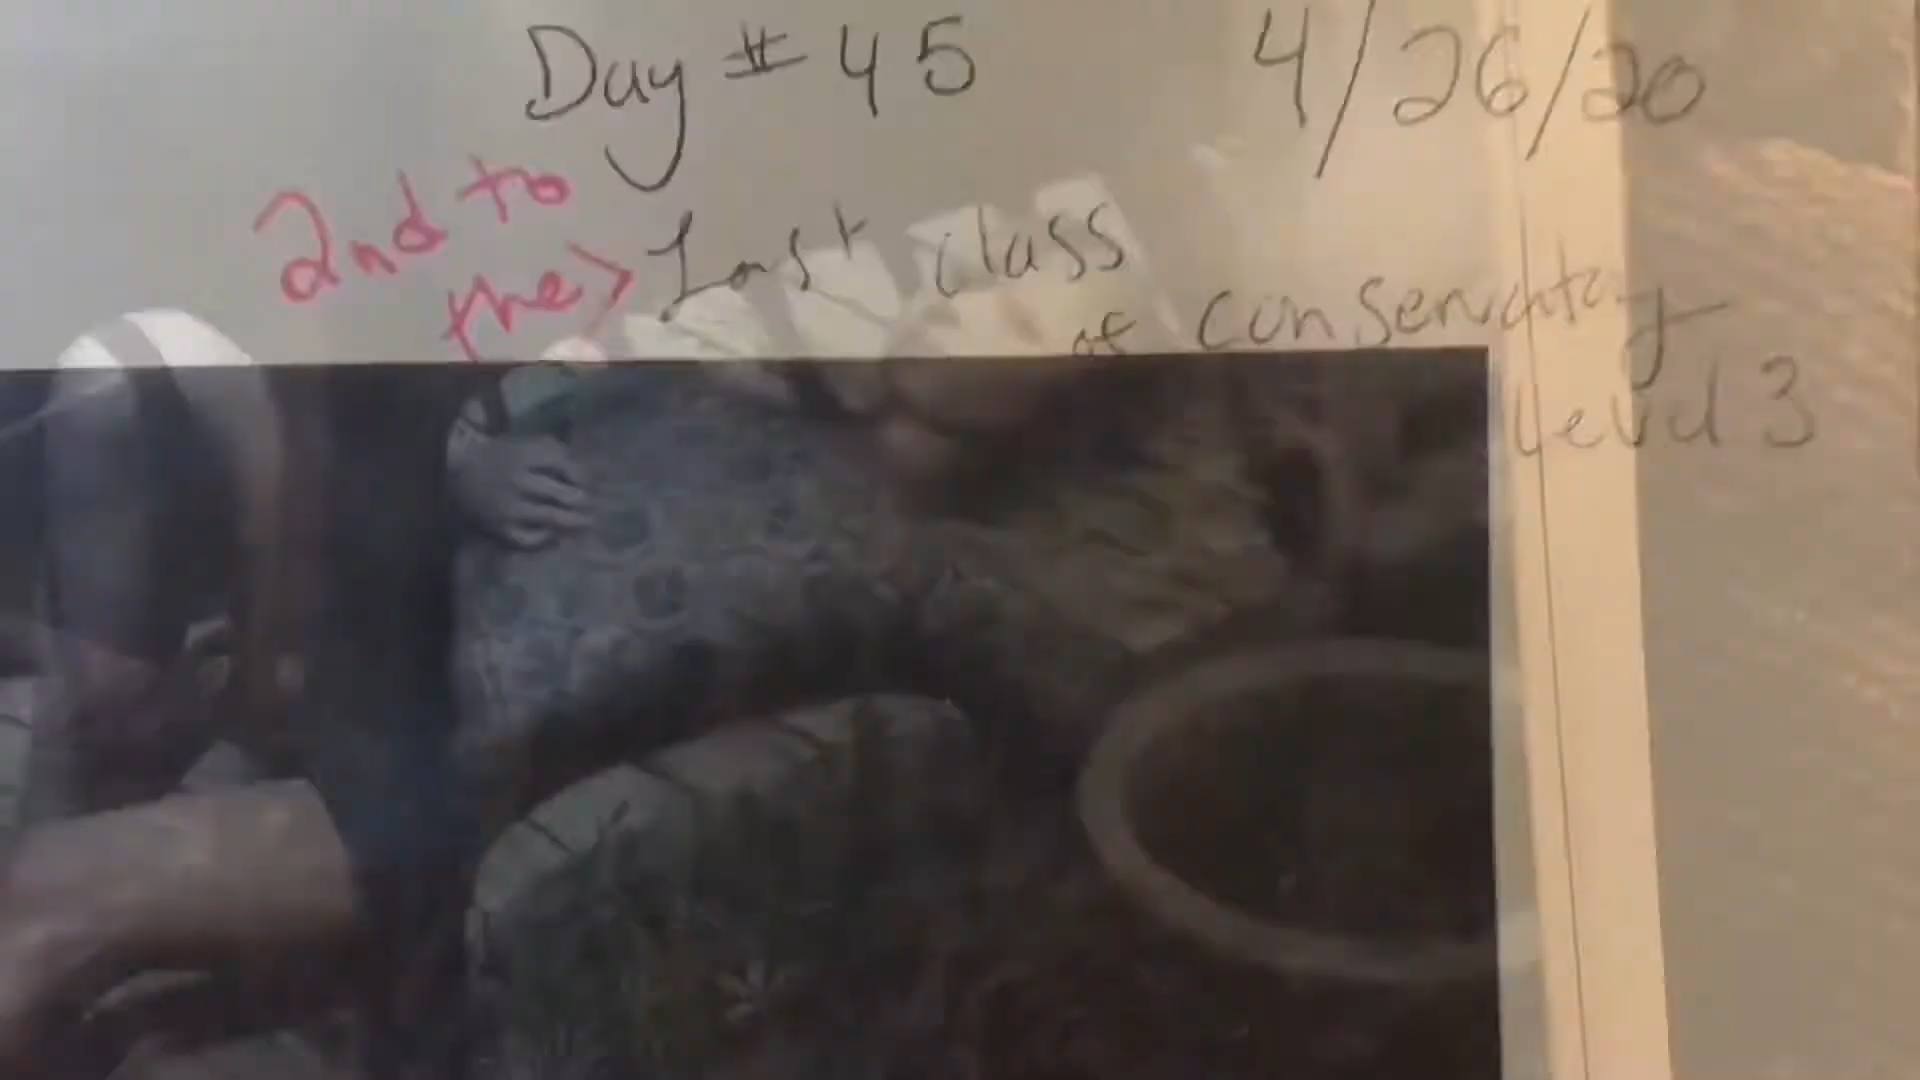 Day # 45 4/26/20
2nd to
the> Last class
of conservatory
Level 3